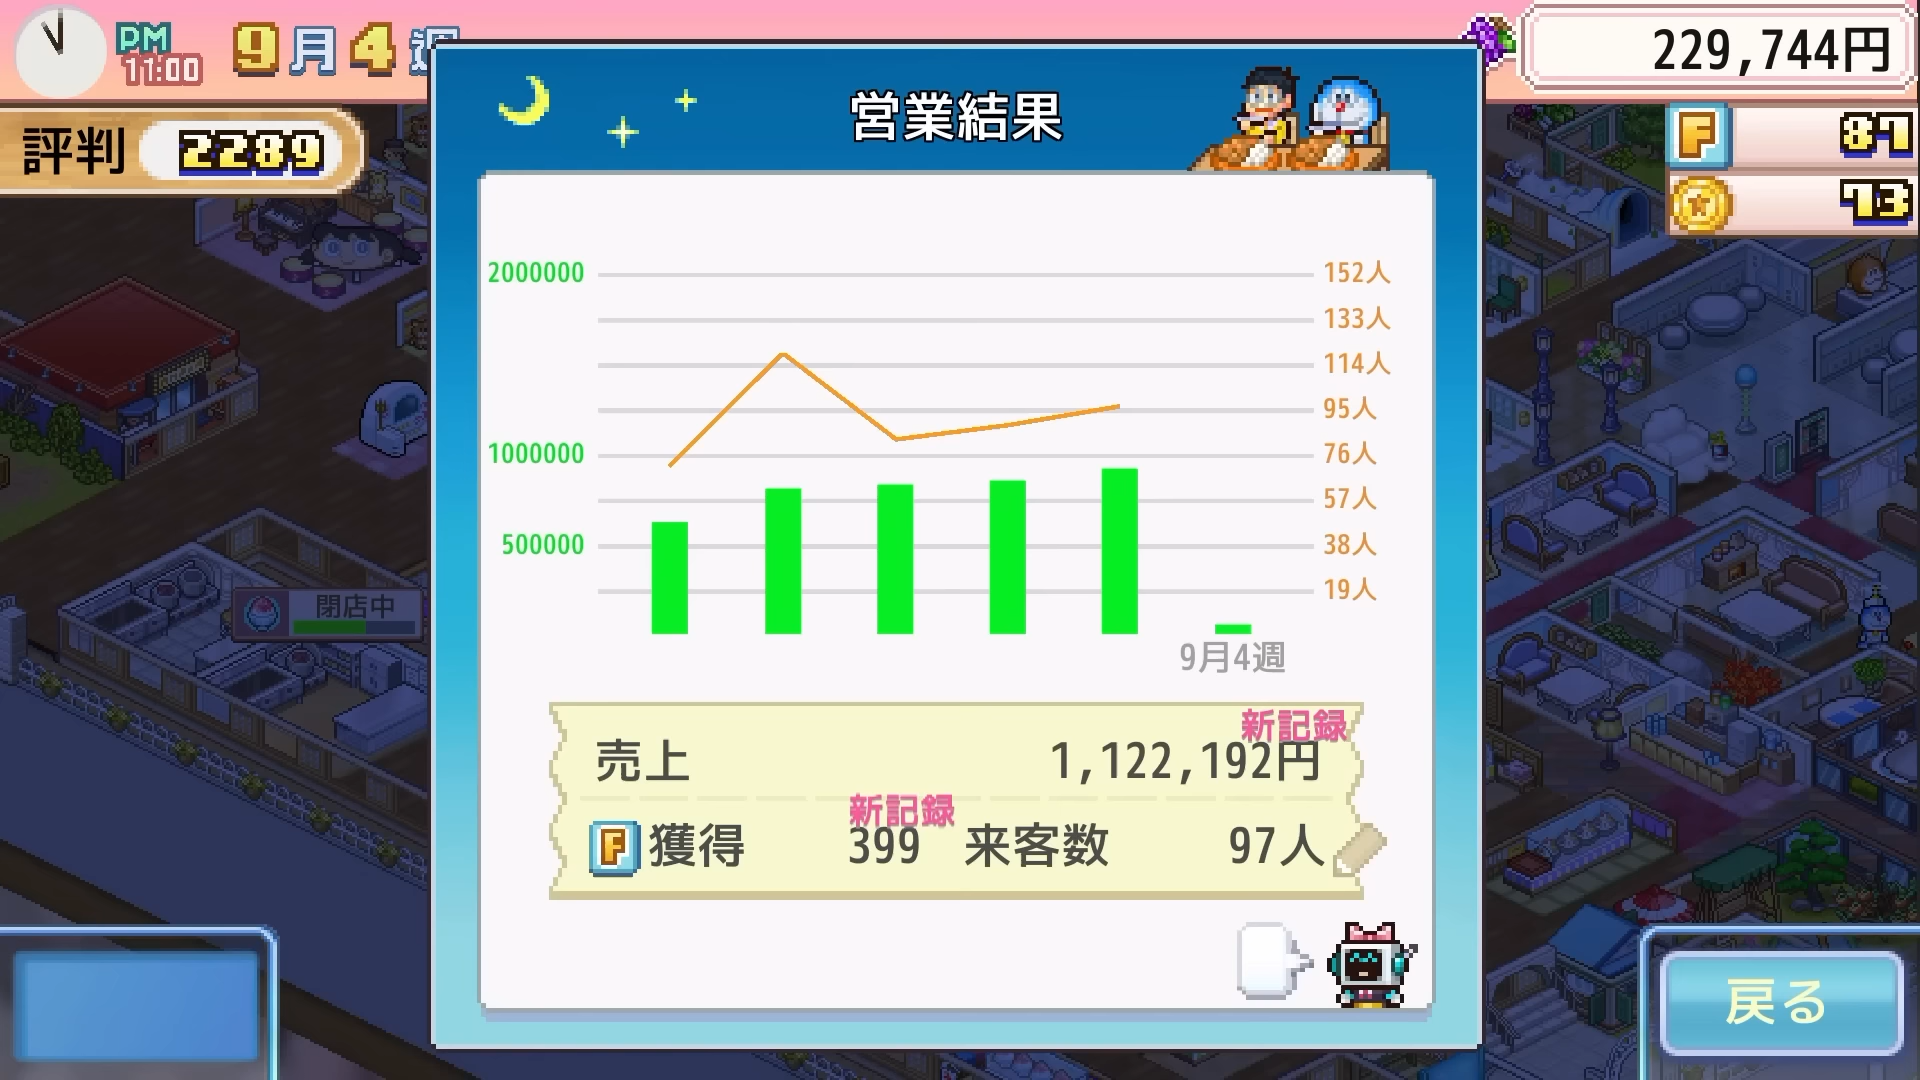 PM
11:00
9月4週
229,744円
評判 2289
F 87
73
営業結果
2000000
1000000
500000
152人
133人
114人
95人
76人
57人
38人
19人
9月4週
閉店中
新記録
売上 1,122,192円
新記録
F獲得 399 来客数 97人
戻る